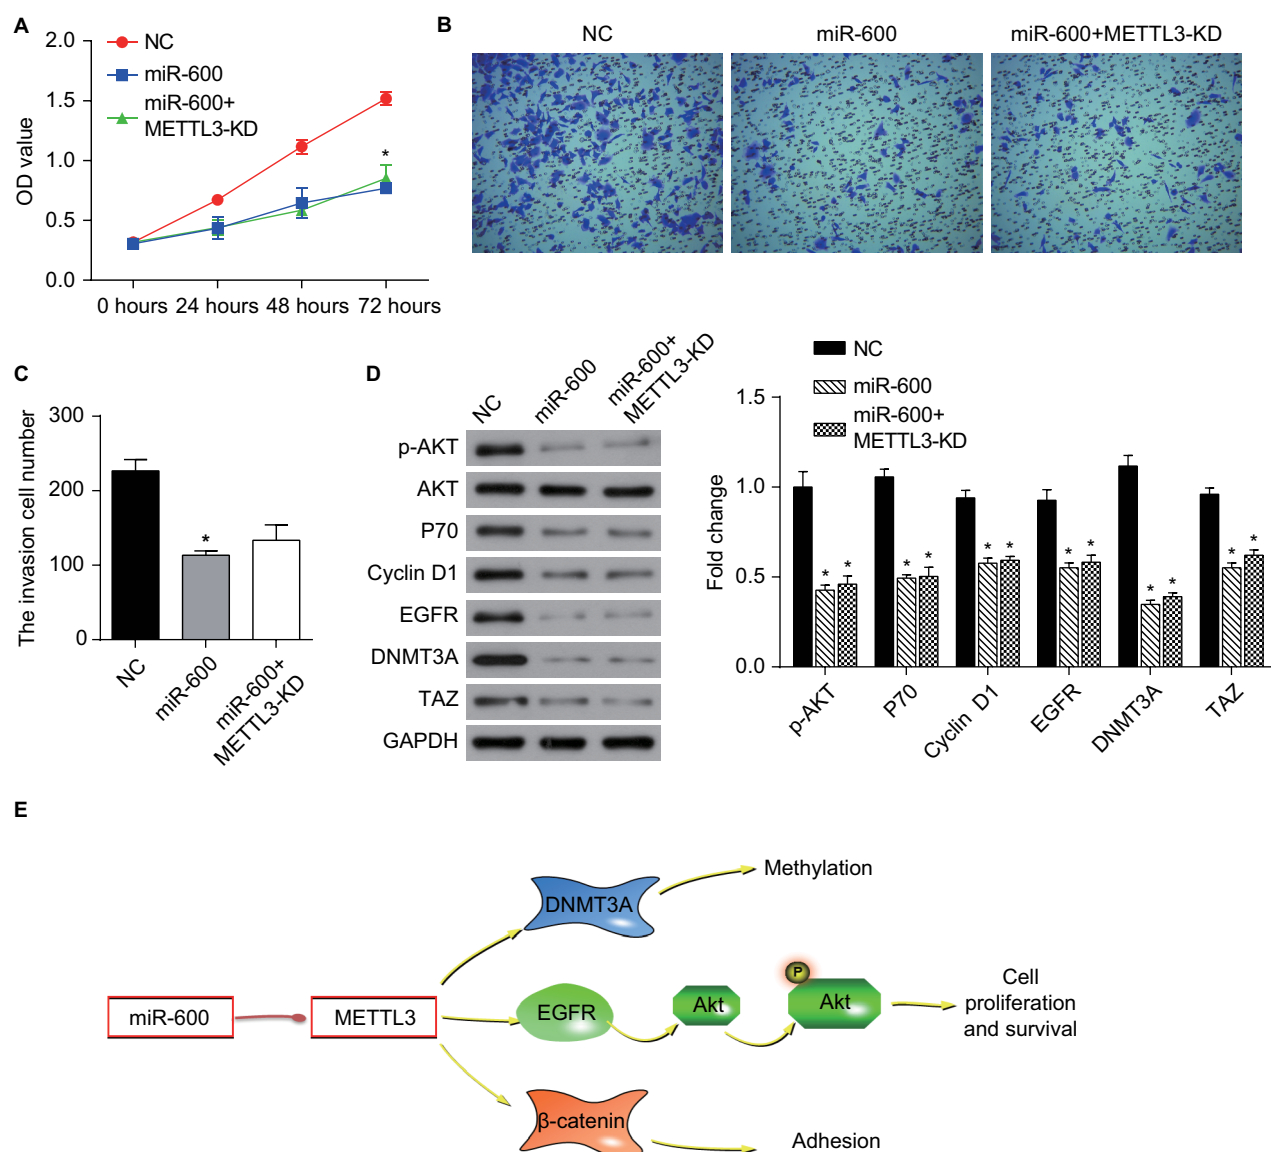 A
2.0
1.5
1.0
0.5
0.0
OD value
NC
miR-600
miR-600+
METTL3-KD
*
0 hours 24 hours 48 hours 72 hours
B
NC
miR-600
miR-600+METTL3-KD
C
300
200
100
0
The invasion cell number
*
NC
miR-600
miR-600+
METTL3-KD
D
NC
miR-600
miR-600+
METTL3-KD
p-AKT
AKT
P70
Cyclin D1
EGFR
DNMT3A
TAZ
GAPDH
NC
miR-600
miR-600+
METTL3-KD
1.5
1.0
0.5
0.0
Fold change
* *
* *
* *
* *
* *
* *
p-AKT
P70
Cyclin D1
EGFR
DNMT3A
TAZ
E
miR-600
METTL3
DNMT3A
Methylation
EGFR
Akt
P
Akt
Cell
proliferation
and survival
β-catenin
Adhesion